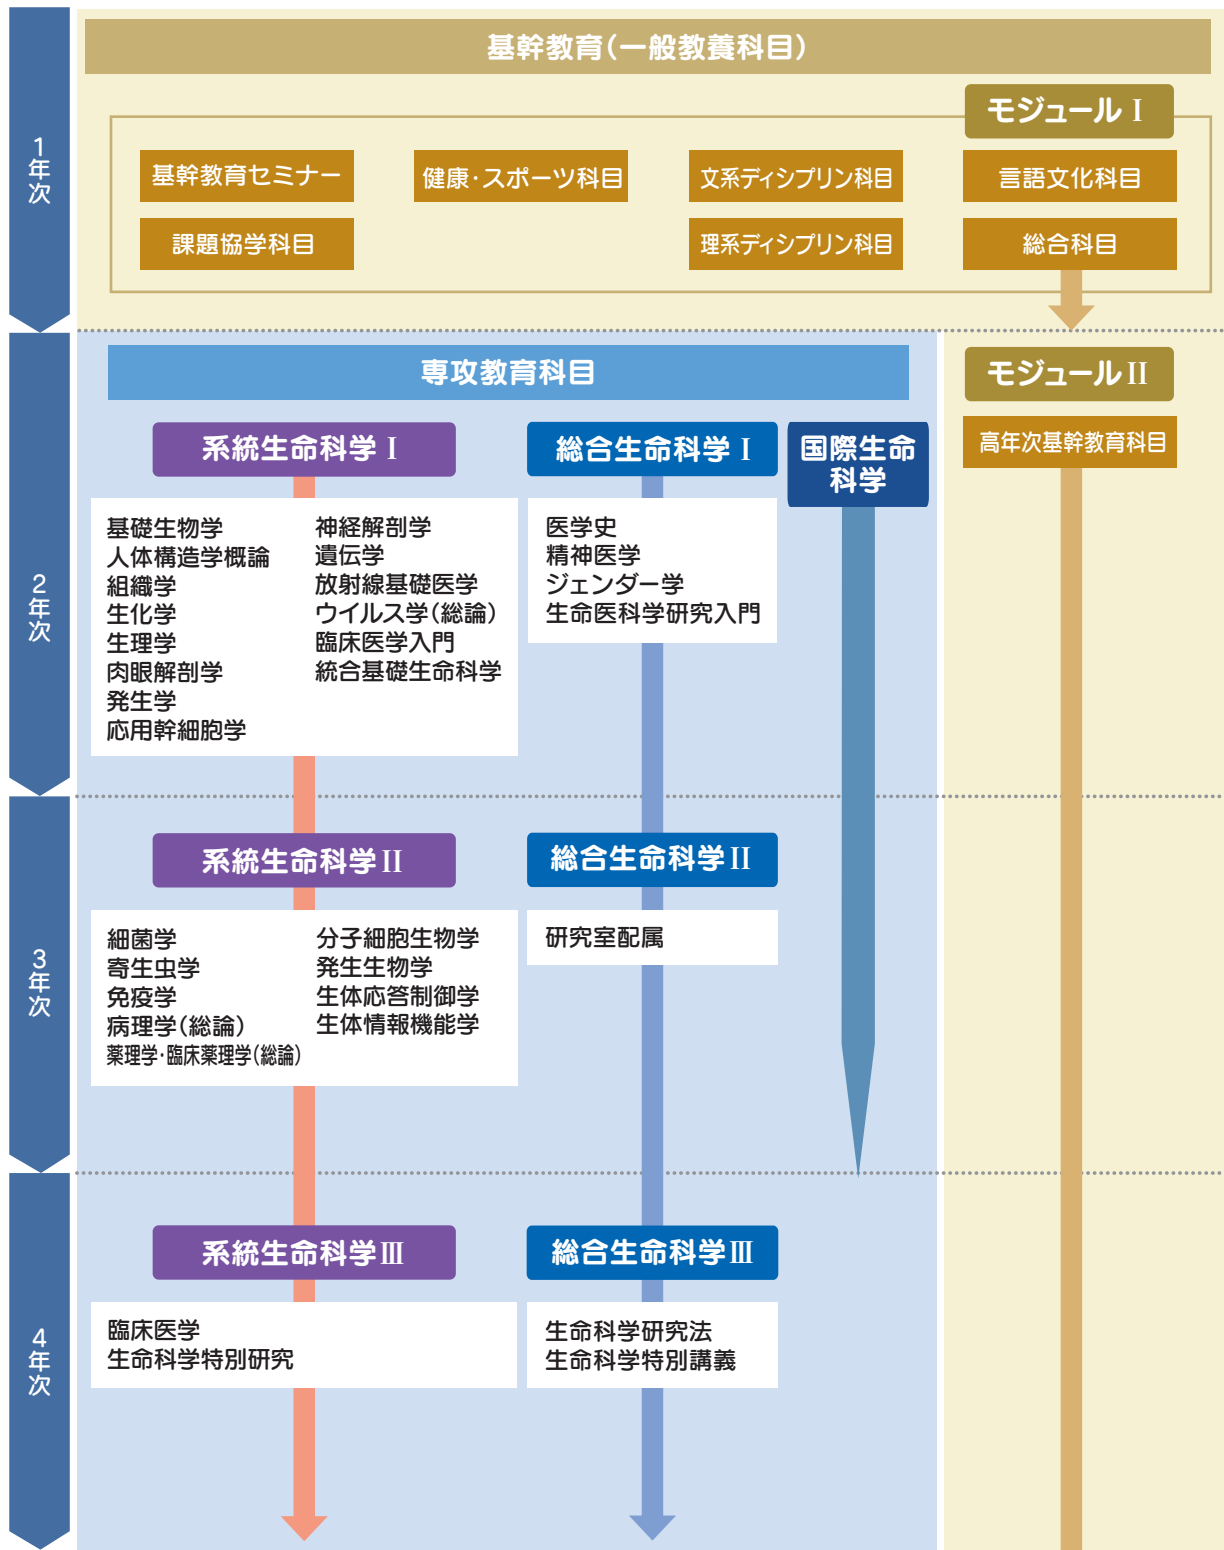 基幹教育(一般教養科目)
モジュール I
1年次
基幹教育セミナー
健康・スポーツ科目
文系ディシプリン科目
言語文化科目
課題協学科目
理系ディシプリン科目
総合科目
専攻教育科目
モジュール II
高年次基幹教育科目
2年次
系統生命科学 I
総合生命科学 I
国際生命
科学
基礎生物学
人体構造学概論
組織学
生化学
生理学
肉眼解剖学
発生学
応用幹細胞学
神経解剖学
遺伝学
放射線基礎医学
ウイルス学(総論)
臨床医学入門
統合基礎生命科学
医学史
精神医学
ジェンダー学
生命医科学研究入門
3年次
系統生命科学 II
総合生命科学 II
細菌学
寄生虫学
免疫学
病理学(総論)
薬理学・臨床薬理学(総論)
分子細胞生物学
発生生物学
生体応答制御学
生体情報機能学
研究室配属
4年次
系統生命科学 III
総合生命科学 III
臨床医学
生命科学特別研究
生命科学研究法
生命科学特別講義